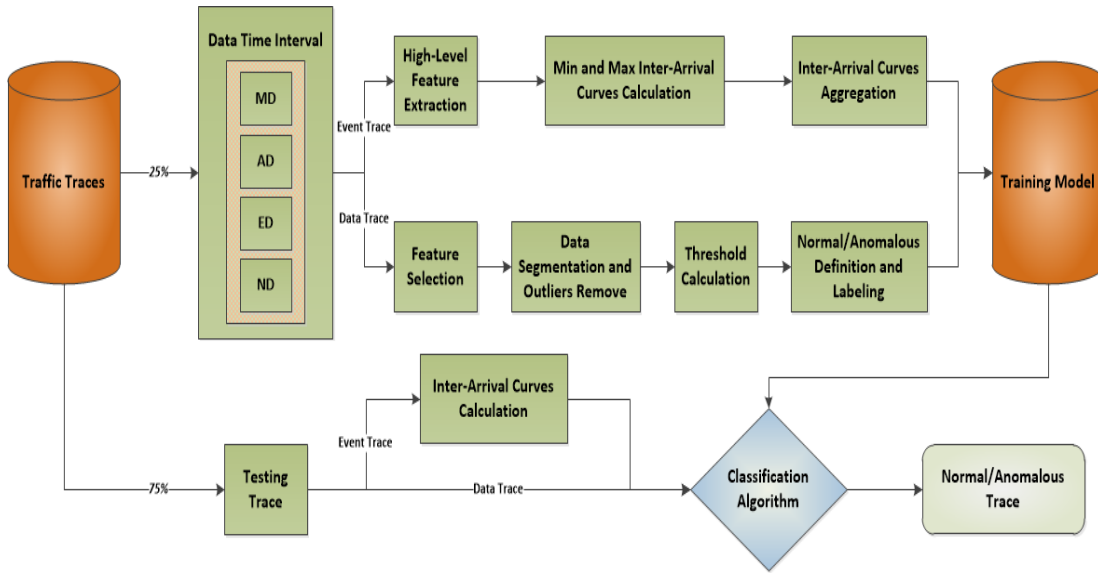 Traffic Traces
25%
Data Time Interval
MD
AD
ED
ND
Event Trace
Data Trace
High-Level
Feature
Extraction
Min and Max Inter-Arrival
Curves Calculation
Inter-Arrival Curves
Aggregation
Feature
Selection
Data
Segmentation and
Outliers Remove
Threshold
Calculation
Normal/Anomalous
Definition and
Labeling
Training Model
75%
Testing
Trace
Event Trace
Inter-Arrival Curves
Calculation
Data Trace
Classification
Algorithm
Normal/Anomalous
Trace